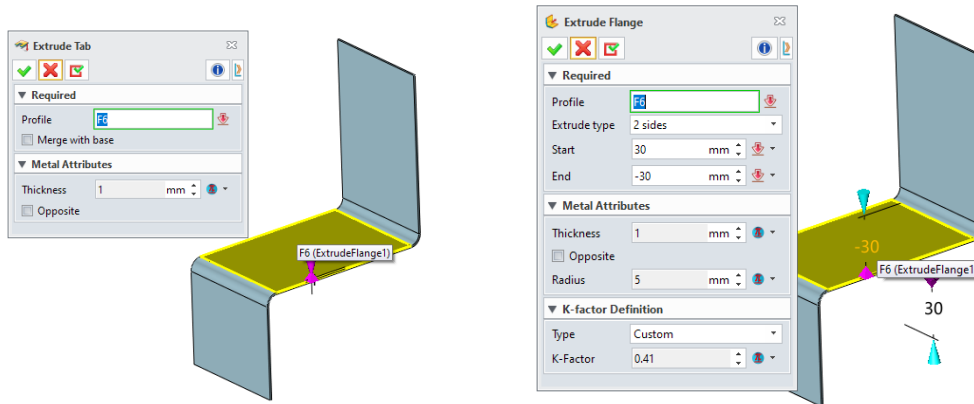 Extrude Tab
Required
Profile F6
Merge with base
Metal Attributes
Thickness 1 mm
Opposite
F6 (ExtrudeFlange1)
Extrude Flange
Required
Profile F6
Extrude type 2 sides
Start 30 mm
End -30 mm
Metal Attributes
Thickness 1 mm
Opposite
Radius 5 mm
K-factor Definition
Type Custom
K-Factor 0.41
-30
F6 (ExtrudeFlange1
30